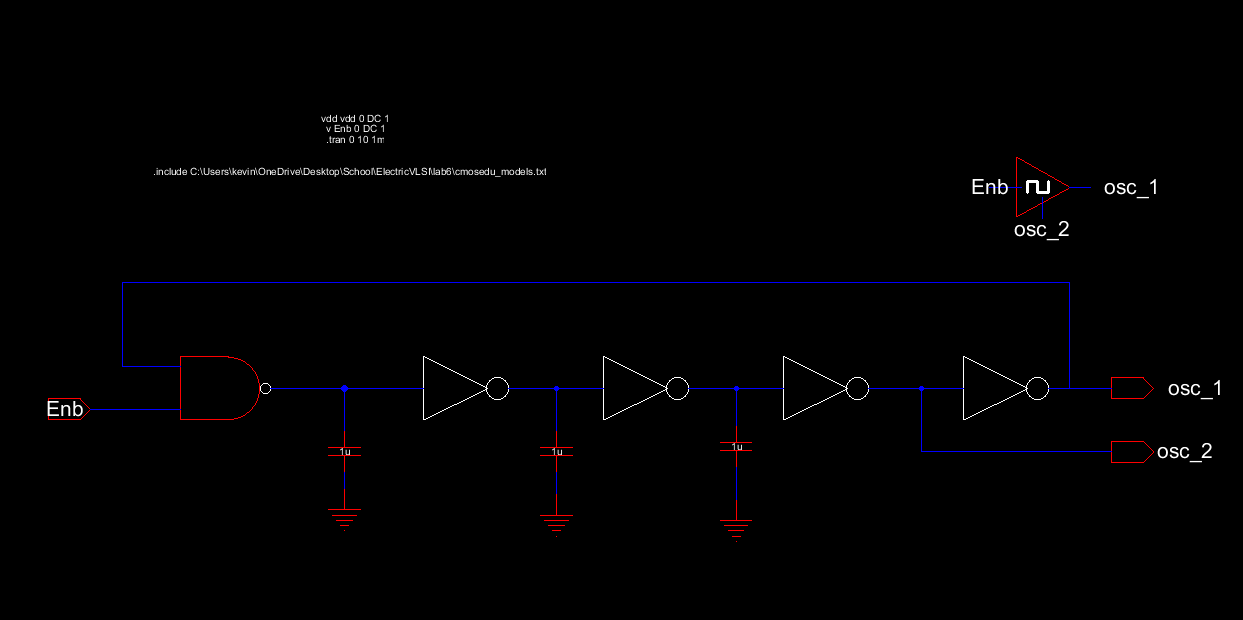 vdd vdd 0 DC 1
v Enb 0 DC 1
.tran 0 10 1m
.include C:\Users\kevin\OneDrive\Desktop\School\ElectricVLSI\lab6\cmosedu_models.txt
Enb
osc_1
osc_2
Enb
osc_1
1u
1u
1u
osc_2